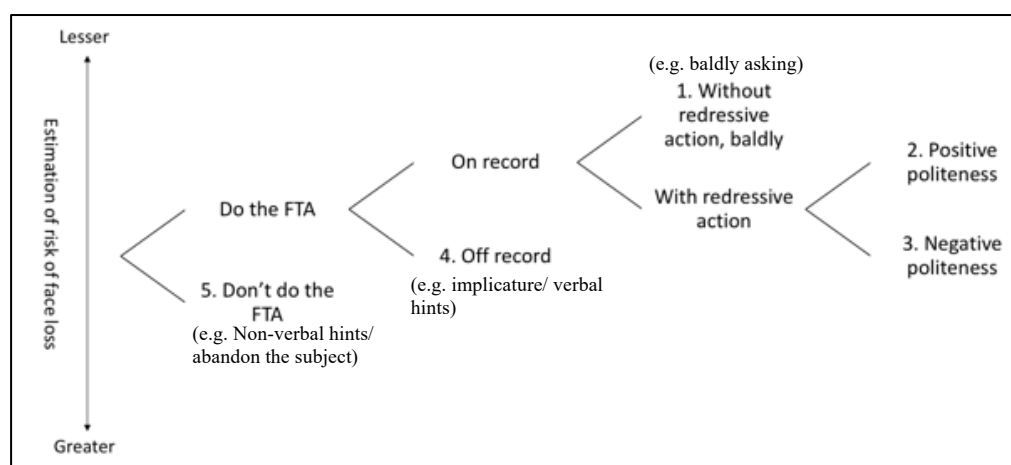 Lesser
Estimation of risk of face loss
Greater
Do the FTA
5. Don't do the
FTA
(e.g. Non-verbal hints/
abandon the subject)
On record
4. Off record
(e.g. implicature/ verbal
hints)
(e.g. baldly asking)
1. Without
redressive
action, baldly
With redressive
action
2. Positive
politeness
3. Negative
politeness